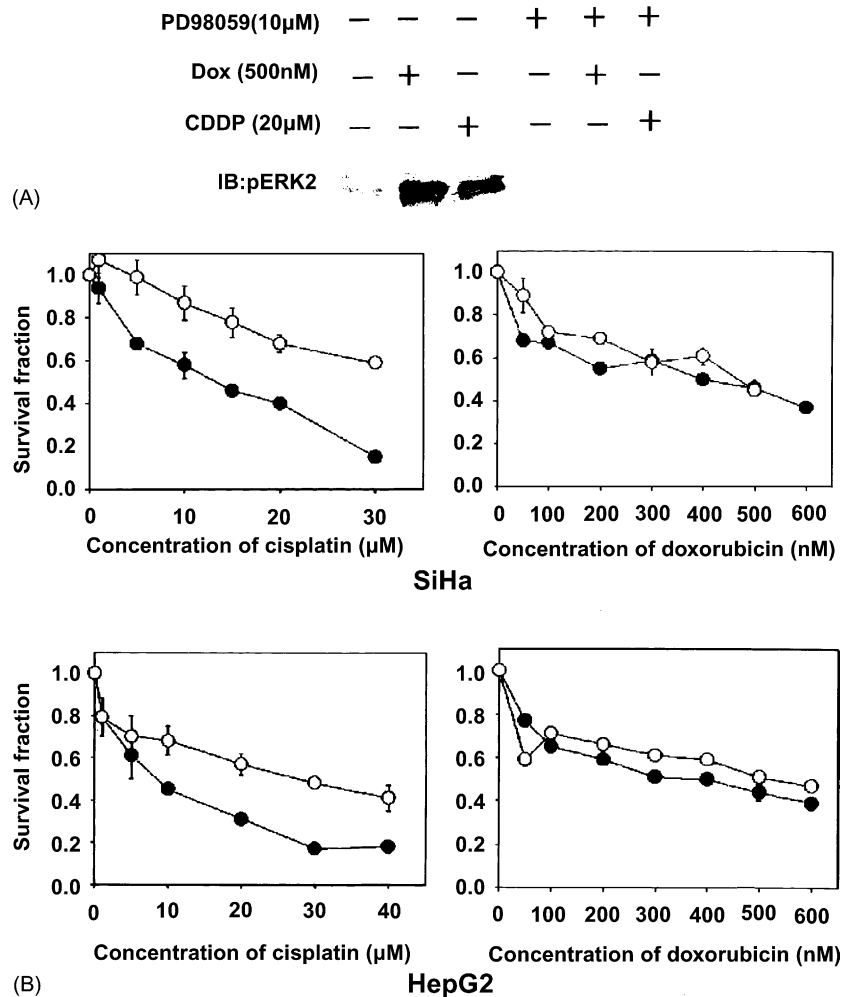 PD98059(10µM) − − − + + +
Dox (500nM) − + − − + −
CDDP (20µM) − − + − − +
IB:pERK2
(A)
1.0
0.8
0.6
0.4
0.2
0.0
Survival fraction
0 10 20 30
Concentration of cisplatin (µM)
1.0
0.8
0.6
0.4
0.2
0.0
0 100 200 300 400 500 600
Concentration of doxorubicin (nM)
SiHa
1.0
0.8
0.6
0.4
0.2
0.0
Survival fraction
0 10 20 30 40
Concentration of cisplatin (µM)
1.0
0.8
0.6
0.4
0.2
0.0
0 100 200 300 400 500 600
Concentration of doxorubicin (nM)
(B)
HepG2